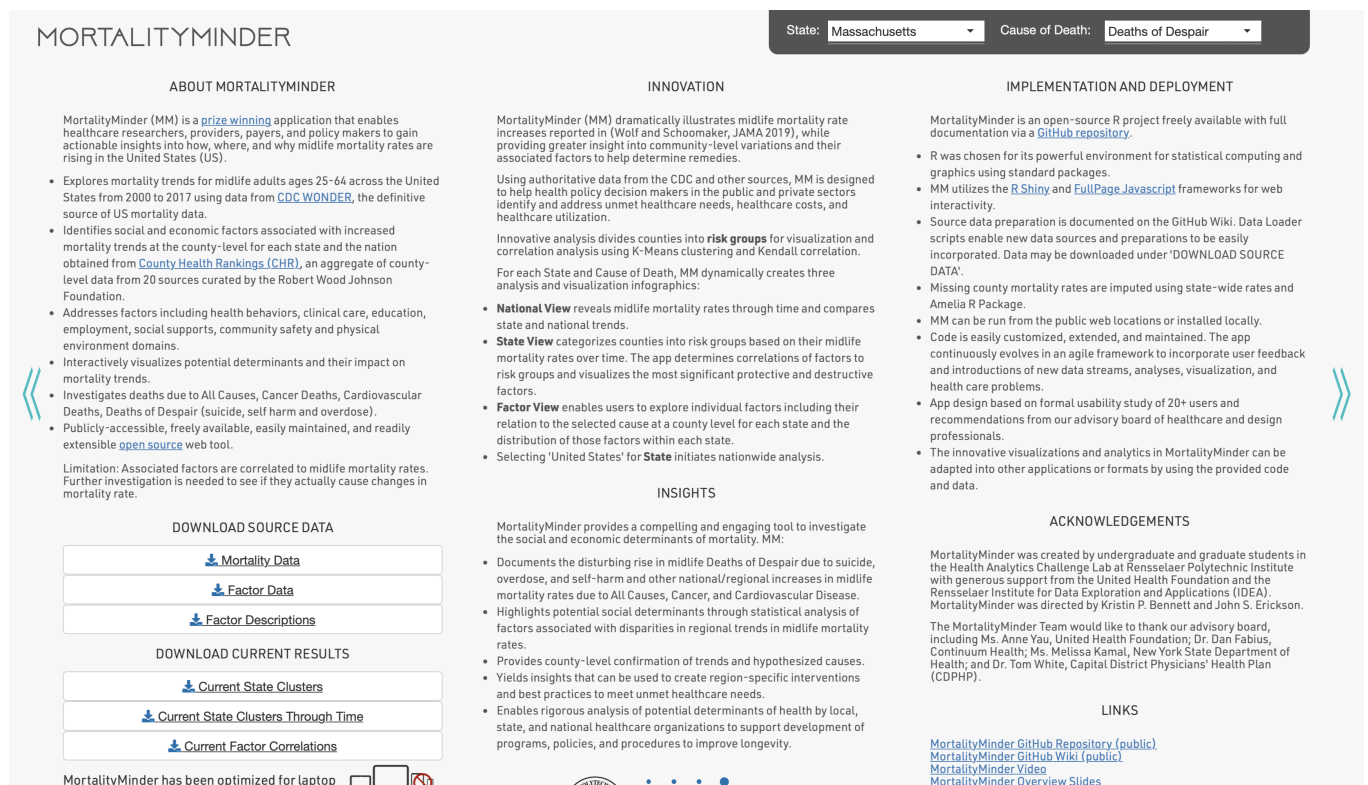 MORTALITYMINDER
State: Massachusetts Cause of Death: Deaths of Despair
ABOUT MORTALITYMINDER
MortalityMinder (MM) is a prize winning application that enables
healthcare researchers, providers, payers, and policy makers to gain
actionable insights into how, where, and why midlife mortality rates are
rising in the United States (US).
• Explores mortality trends for midlife adults ages 25-64 across the United
States from 2000 to 2017 using data from CDC WONDER, the definitive
source of US mortality data.
• Identifies social and economic factors associated with increased
mortality trends at the county-level for each state and the nation
obtained from County Health Rankings (CHR), an aggregate of county-
level data from 20 sources curated by the Robert Wood Johnson
Foundation.
• Addresses factors including health behaviors, clinical care, education,
employment, social supports, community safety and physical
environment domains.
• Interactively visualizes potential determinants and their impact on
mortality trends.
• Investigates deaths due to All Causes, Cancer Deaths, Cardiovascular
Deaths, Deaths of Despair (suicide, self harm and overdose).
• Publicly-accessible, freely available, easily maintained, and readily
extensible open source web tool.
Limitation: Associated factors are correlated to midlife mortality rates.
Further investigation is needed to see if they actually cause changes in
mortality rate.
DOWNLOAD SOURCE DATA
Mortality Data
Factor Data
Factor Descriptions
DOWNLOAD CURRENT RESULTS
Current State Clusters
Current State Clusters Through Time
Current Factor Correlations
MortalityMinder has been optimized for laptop
INNOVATION
MortalityMinder (MM) dramatically illustrates midlife mortality rate
increases reported in (Wolf and Schoomaker, JAMA 2019), while
providing greater insight into community-level variations and their
associated factors to help determine remedies.
Using authoritative data from the CDC and other sources, MM is designed
to help health policy decision makers in the public and private sectors
identify and address unmet healthcare needs, healthcare costs, and
healthcare utilization.
Innovative analysis divides counties into risk groups for visualization and
correlation analysis using K-Means clustering and Kendall correlation.
For each State and Cause of Death, MM dynamically creates three
analysis and visualization infographics:
• National View reveals midlife mortality rates through time and compares
state and national trends.
• State View categorizes counties into risk groups based on their midlife
mortality rates over time. The app determines correlations of factors to
risk groups and visualizes the most significant protective and destructive
factors.
• Factor View enables users to explore individual factors including their
relation to the selected cause at a county level for each state and the
distribution of those factors within each state.
• Selecting 'United States' for State initiates nationwide analysis.
INSIGHTS
MortalityMinder provides a compelling and engaging tool to investigate
the social and economic determinants of mortality. MM:
• Documents the disturbing rise in midlife Deaths of Despair due to suicide,
overdose, and self-harm and other national/regional increases in midlife
mortality rates due to All Causes, Cancer, and Cardiovascular Disease.
• Highlights potential social determinants through statistical analysis of
factors associated with disparities in regional trends in midlife mortality
rates.
• Provides county-level confirmation of trends and hypothesized causes.
• Yields insights that can be used to create region-specific interventions
and best practices to meet unmet healthcare needs.
• Enables rigorous analysis of potential determinants of health by local,
state, and national healthcare organizations to support development of
programs, policies, and procedures to improve longevity.
IMPLEMENTATION AND DEPLOYMENT
MortalityMinder is an open-source R project freely available with full
documentation via a GitHub repository.
• R was chosen for its powerful environment for statistical computing and
graphics using standard packages.
• MM utilizes the R Shiny and FullPage Javascript frameworks for web
interactivity.
• Source data preparation is documented on the GitHub Wiki. Data Loader
scripts enable new data sources and preparations to be easily
incorporated. Data may be downloaded under 'DOWNLOAD SOURCE
DATA'.
• Missing county mortality rates are imputed using state-wide rates and
Amelia R Package.
• MM can be run from the public web locations or installed locally.
• Code is easily customized, extended, and maintained. The app
continuously evolves in an agile framework to incorporate user feedback
and introductions of new data streams, analyses, visualization, and
health care problems.
• App design based on formal usability study of 20+ users and
recommendations from our advisory board of healthcare and design
professionals.
• The innovative visualizations and analytics in MortalityMinder can be
adapted into other applications or formats by using the provided code
and data.
ACKNOWLEDGEMENTS
MortalityMinder was created by undergraduate and graduate students in
the Health Analytics Challenge Lab at Rensselaer Polytechnic Institute
with generous support from the United Health Foundation and the
Rensselaer Institute for Data Exploration and Applications (IDEA).
MortalityMinder was directed by Kristin P. Bennett and John S. Erickson.
The MortalityMinder Team would like to thank our advisory board,
including Ms. Anne Yau, United Health Foundation; Dr. Dan Fabius,
Continuum Health; Ms. Melissa Kamal, New York State Department of
Health; and Dr. Tom White, Capital District Physicians' Health Plan
(CDPHP).
LINKS
MortalityMinder GitHub Repository (public)
MortalityMinder GitHub Wiki (public)
MortalityMinder Video
MortalityMinder Overview Slides